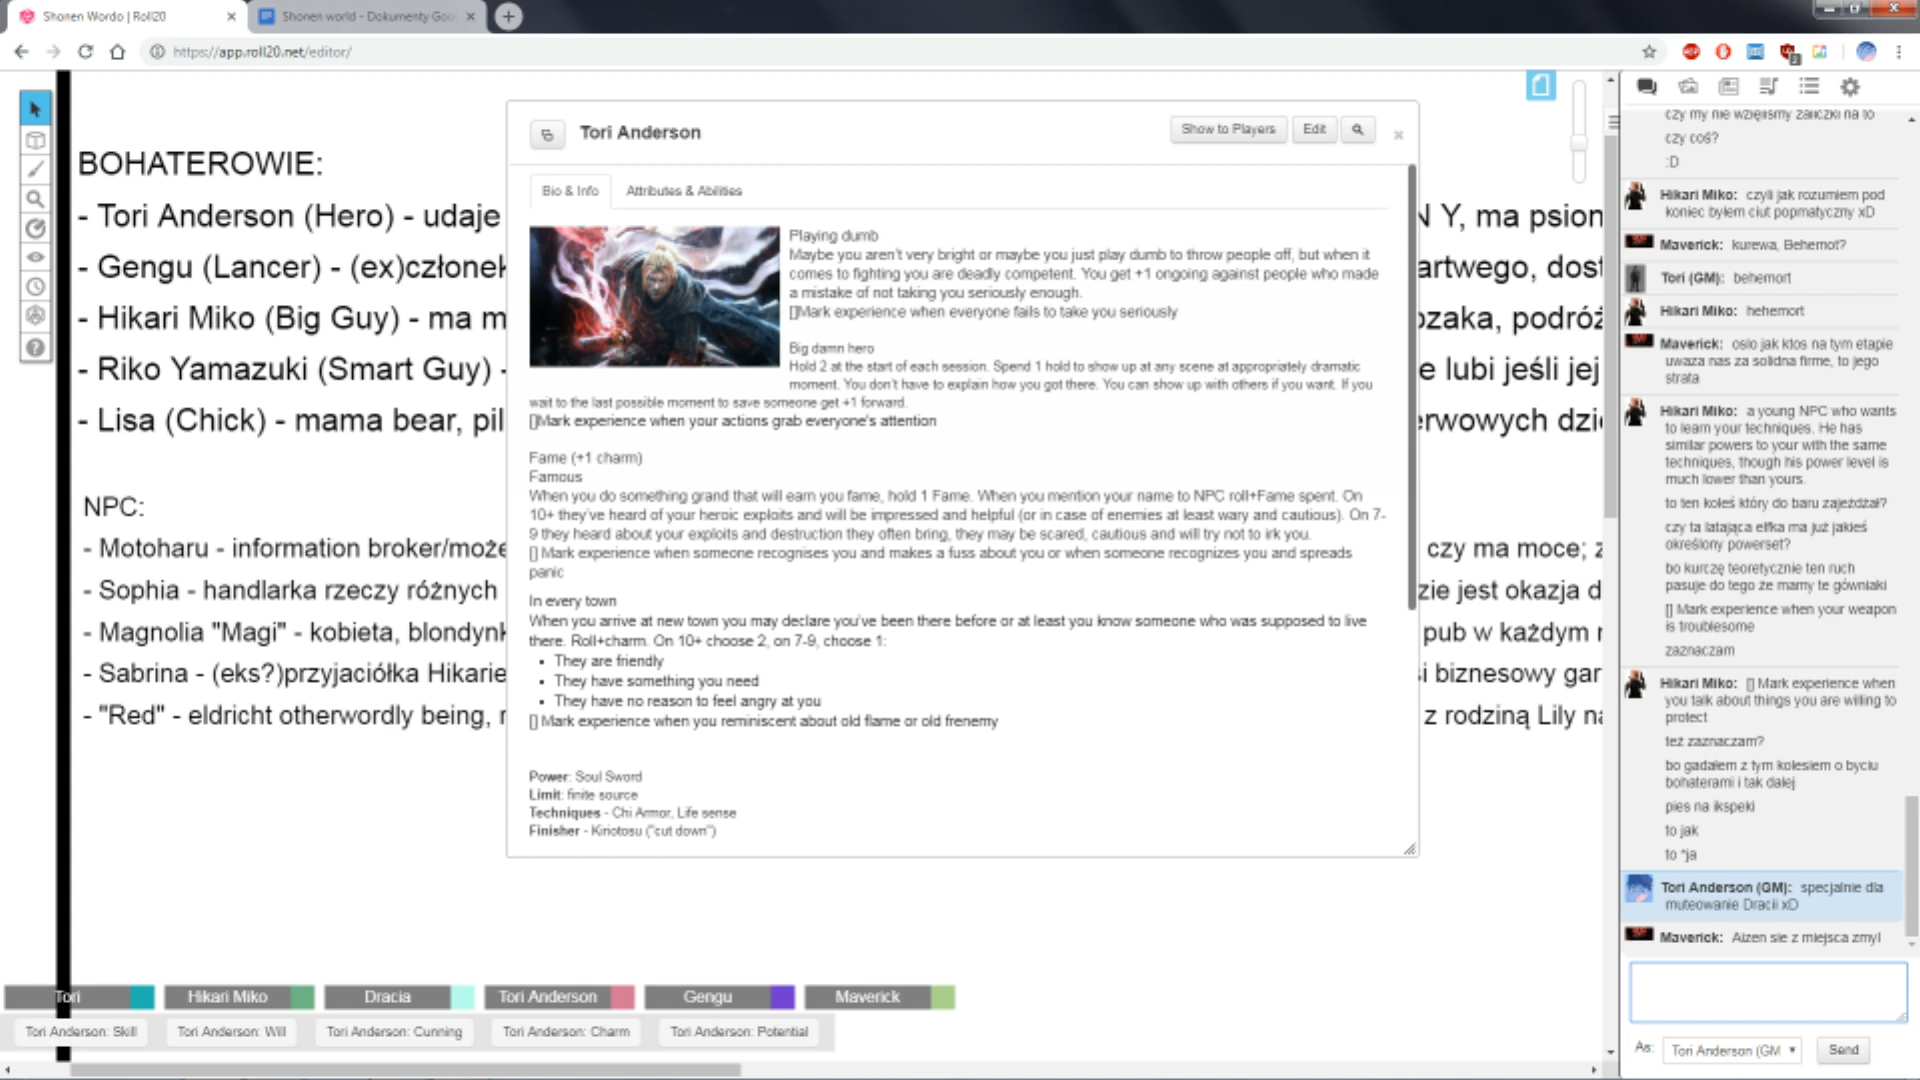 Shonen Wordo | Roll20
Shonen world - Dokumenty Goo
https://app.roll20.net/editor/
BOHATEROWIE:
- Tori Anderson (Hero) - udaje
- Gengu (Lancer) - (ex)członek
- Hikari Miko (Big Guy) - ma m
- Riko Yamazuki (Smart Guy) -
- Lisa (Chick) - mama bear, pil
NPC:
- Motoharu - information broker/może
- Sophia - handlarka rzeczy różnych
- Magnolia "Magi" - kobieta, blondynk
- Sabrina - (eks?)przyjaciółka Hikarie
- "Red" - eldricht otherwordly being, r
Tori Anderson
Show to Players
Edit
Bio & Info
Attributes & Abilities
Playing dumb
Maybe you aren't very bright or maybe you just play dumb to throw people off, but when it
comes to fighting you are deadly competent. You get +1 ongoing against people who made
a mistake of not taking you seriously enough.
[]Mark experience when everyone fails to take you seriously
Big damn hero
Hold 2 at the start of each session. Spend 1 hold to show up at any scene at appropriately dramatic
moment. You don't have to explain how you got there. You can show up with others if you want. If you
wait to the last possible moment to save someone get +1 forward.
[]Mark experience when your actions grab everyone's attention
Fame (+1 charm)
Famous
When you do something grand that will earn you fame, hold 1 Fame. When you mention your name to NPC roll+Fame spent. On
10+ they've heard of your heroic exploits and will be impressed and helpful (or in case of enemies at least wary and cautious). On 7-
9 they heard about your exploits and destruction they often bring, they may be scared, cautious and will try not to irk you.
[] Mark experience when someone recognises you and makes a fuss about you or when someone recognizes you and spreads
panic
In every town
When you arrive at new town you may declare you've been there before or at least you know someone who was supposed to live
there. Roll+charm. On 10+ choose 2, on 7-9, choose 1:
• They are friendly
• They have something you need
• They have no reason to feel angry at you
[] Mark experience when you reminiscent about old flame or old frenemy
Power: Soul Sword
Limit: finite source
Techniques - Chi Armor, Life sense
Finisher - Kiriotosu ("cut down")
N Y, ma psion
artwego, dost
ozaka, podróż
e lubi jeśli jej
erwowych dzie
czy ma moce; z
zie jest okazja d
pub w każdym
si biznesowy gar
z rodziną Lily na
czy my nie wzięlismy zaliczki na to
czy coś?
:D
Hikari Miko: czyli jak rozumiem pod
koniec byłem ciut popmatyczny xD
Maverick: kurewa, Behemot?
Tori (GM): behemort
Hikari Miko: hehemort
Maverick: oslo jak ktos na tym etapie
uwaza nas za solidna firme, to jego
strata
Hikari Miko: a young NPC who wants
to learn your techniques. He has
similar powers to your with the same
techniques, though his power level is
much lower than yours.
to ten koleś który do baru zajeżdżał?
czy ta latająca elfka ma już jakieś
określony powerset?
bo kurczę teoretycznie ten ruch
pasuje do tego że mamy te gówniaki
[] Mark experience when your weapon
is troublesome
zaznaczam
Hikari Miko: [] Mark experience when
you talk about things you are willing to
protect
też zaznaczam?
bo gadałem z tym kolesiem o byciu
bohaterami i tak dalej
pies na ikspeki
to jak
to *ja
Tori Anderson (GM): specjalnie dla
muteowanie Dracii xD
Maverick: Aizen sie z miejsca zmyl
Tori
Hikari Miko
Dracia
Tori Anderson
Gengu
Maverick
Tori Anderson: Skill
Tori Anderson: Will
Tori Anderson: Cunning
Tori Anderson: Charm
Tori Anderson: Potential
As:
Tori Anderson (GM
Send